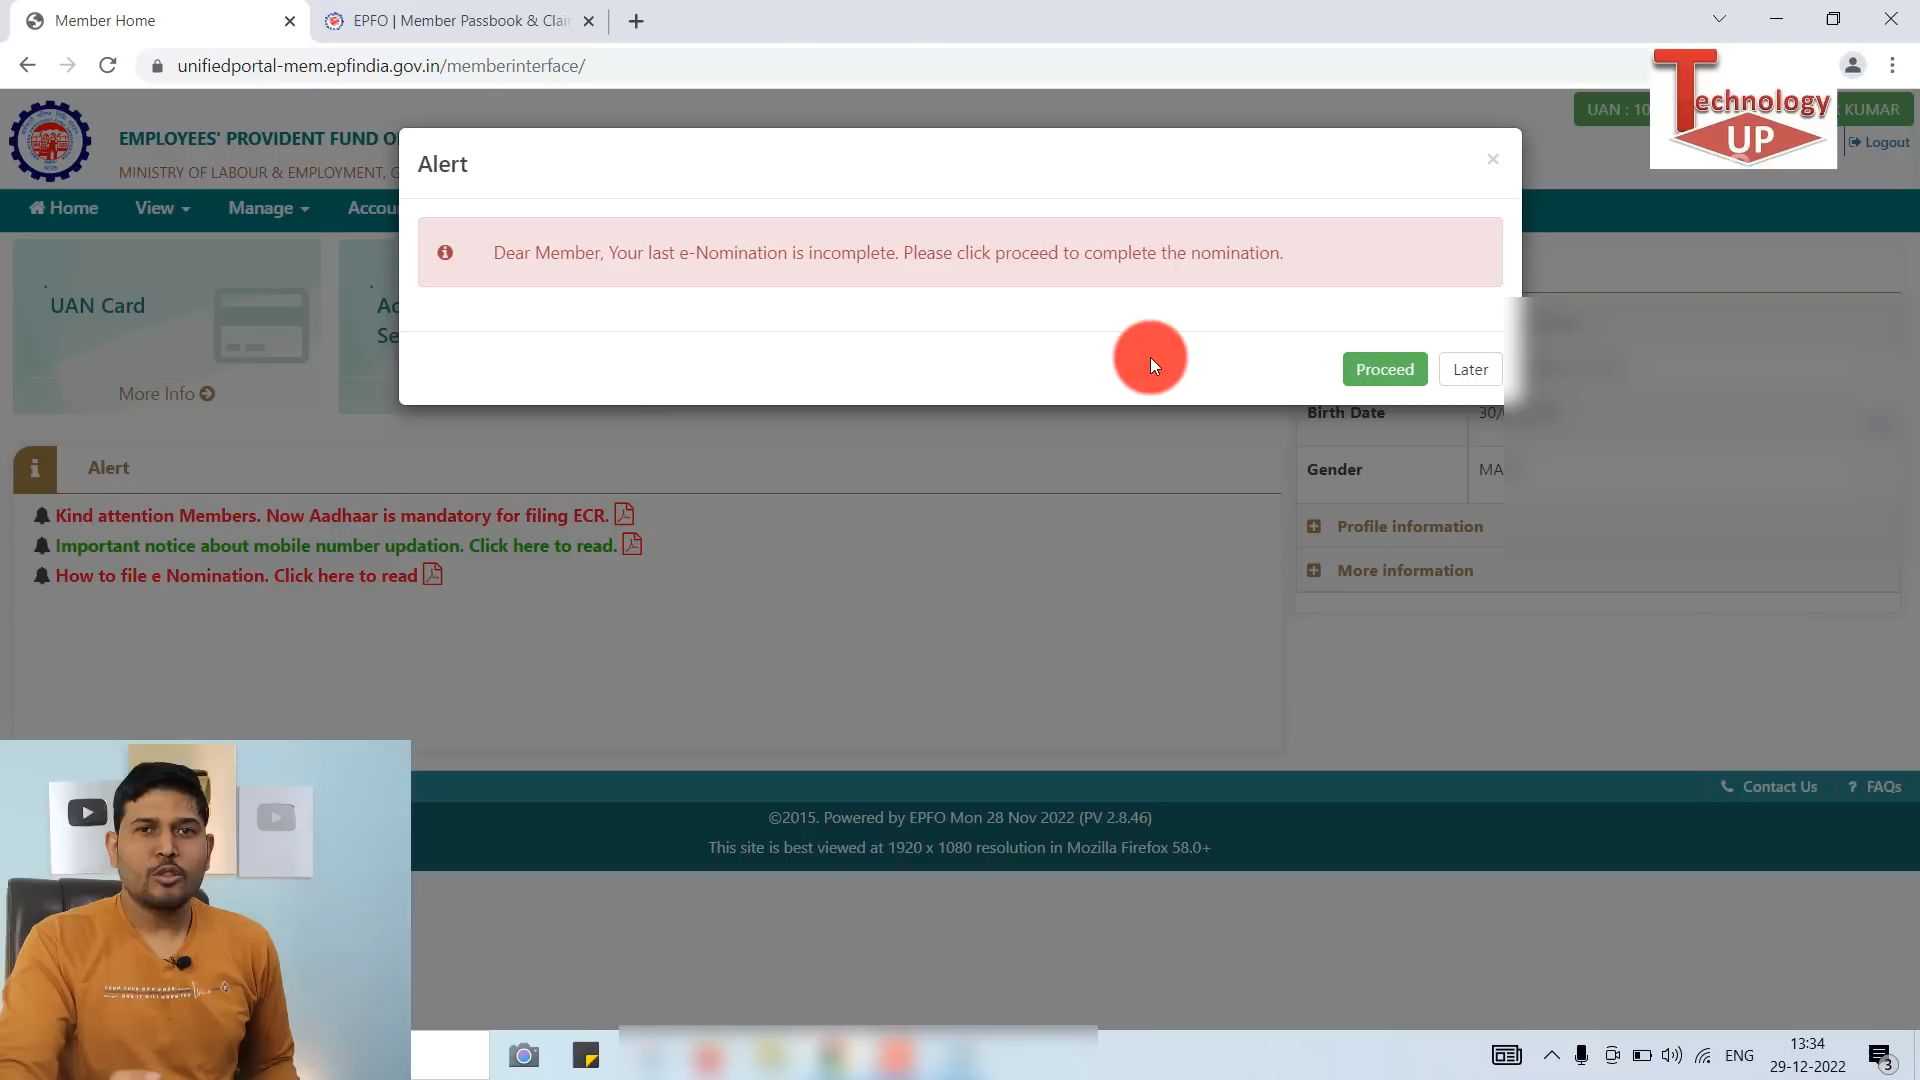 Member Home
EPFO | Member Passbook & Clai
unifiedportal-mem.epfindia.gov.in/memberinterface/
Technology
UP
UAN : 10
KUMAR
Logout
EMPLOYEES' PROVIDENT FUND O
MINISTRY OF LABOUR & EMPLOYMENT, G
Home View Manage Accou
Alert
Dear Member, Your last e-Nomination is incomplete. Please click proceed to complete the nomination.
Proceed Later
UAN Card
More Info
Ac
Se
Birth Date 30/
Gender MA
Profile information
More information
Alert
Kind attention Members. Now Aadhaar is mandatory for filing ECR.
Important notice about mobile number updation. Click here to read.
How to file e Nomination. Click here to read
Contact Us ? FAQs
©2015. Powered by EPFO Mon 28 Nov 2022 (PV 2.8.46)
This site is best viewed at 1920 x 1080 resolution in Mozilla Firefox 58.0+
ENG
13:34
29-12-2022
3